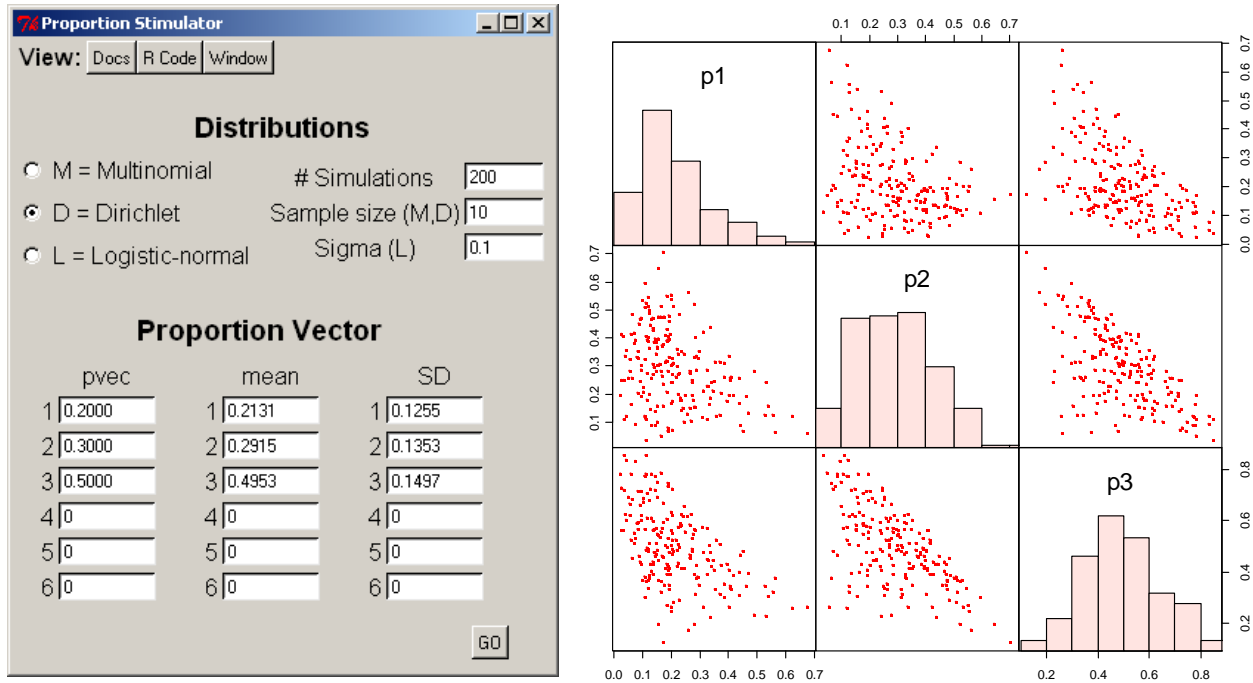 Proportion Stimulator
View: Docs R Code Window
Distributions
M = Multinomial
D = Dirichlet
L = Logistic-normal
# Simulations 200
Sample size (M,D) 10
Sigma (L) 0.1
Proportion Vector
pvec mean SD
1 0.2000 1 0.2131 1 0.1255
2 0.3000 2 0.2915 2 0.1353
3 0.5000 3 0.4953 3 0.1497
4 0 4 0 4 0
5 0 5 0 5 0
6 0 6 0 6 0
GO
0.1 0.2 0.3 0.4 0.5 0.6 0.7
p1
0.7
0.6
0.5
0.4
0.3
0.2
0.1
0.0
p2
0.7
0.6
0.5
0.4
0.3
0.2
0.1
p3
0.8
0.6
0.4
0.2
0.0 0.1 0.2 0.3 0.4 0.5 0.6 0.7
0.2 0.4 0.6 0.8